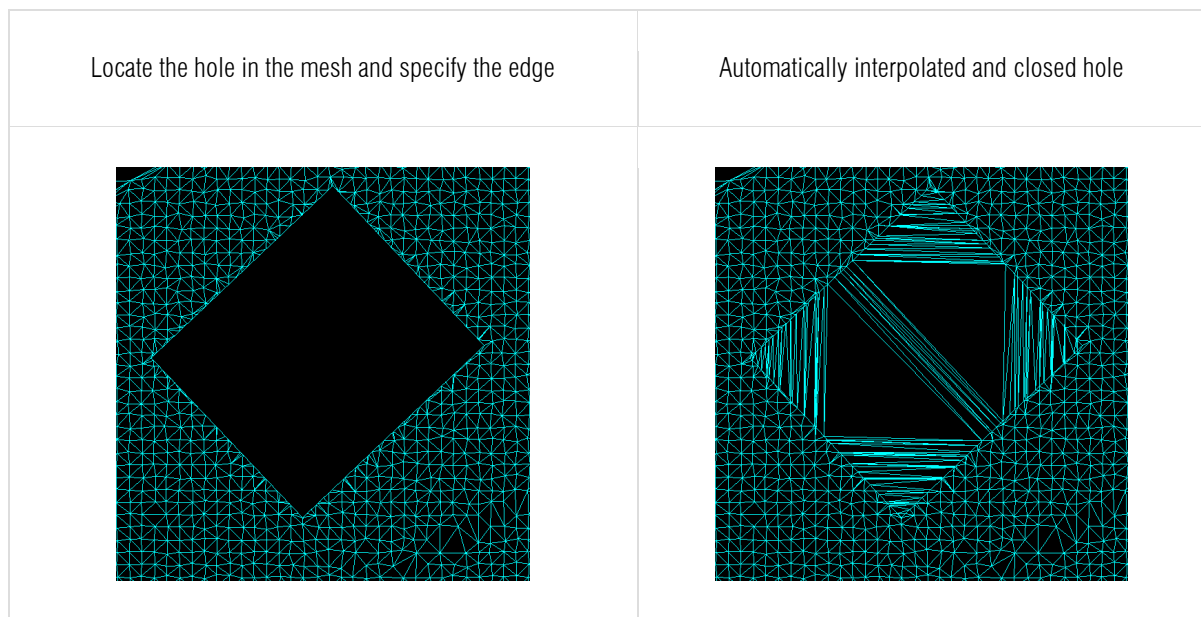 Locate the hole in the mesh and specify the edge
Automatically interpolated and closed hole